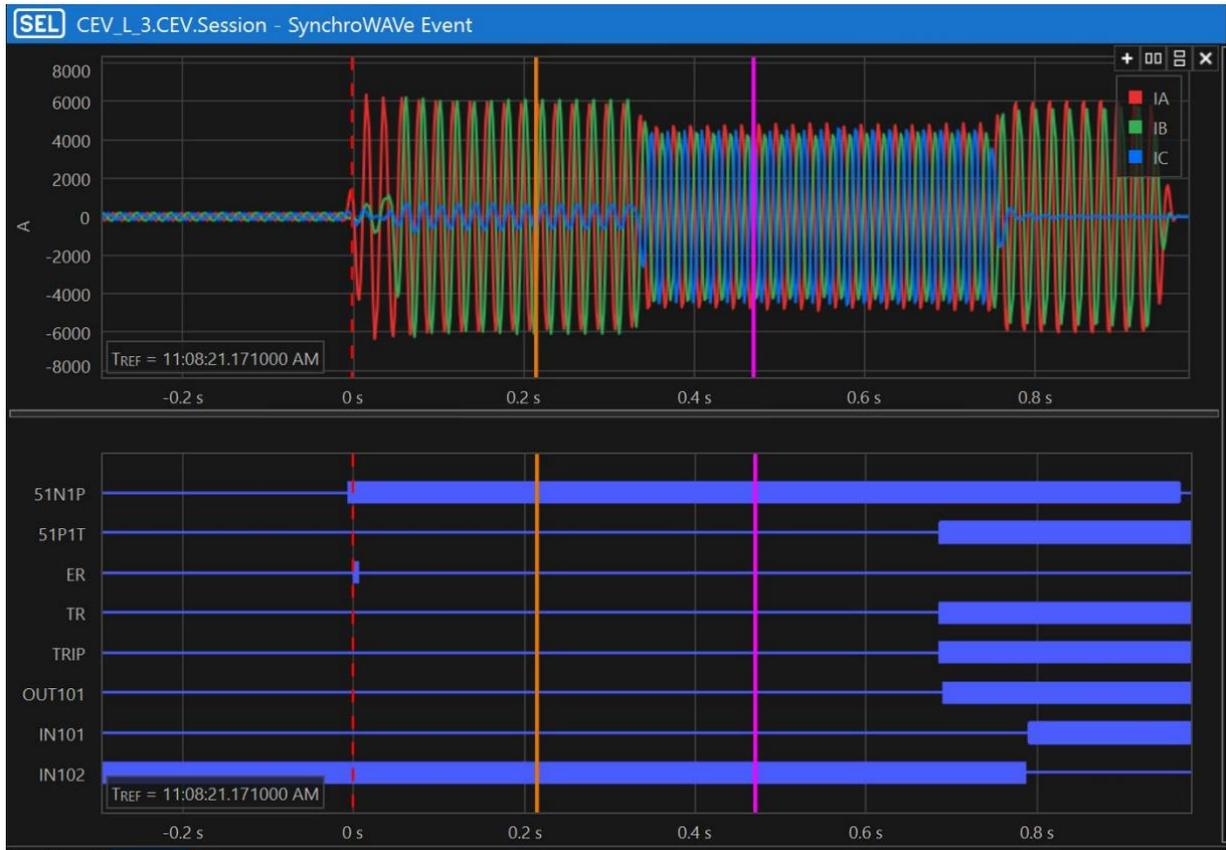 SEL CEV_L_3.CEV.Session - SynchroWAVe Event
8000
6000
4000
2000
0
-2000
-4000
-6000
-8000
A
IA
IB
IC
TREF = 11:08:21.171000 AM
-0.2 s 0 s 0.2 s 0.4 s 0.6 s 0.8 s
51N1P
51P1T
ER
TR
TRIP
OUT101
IN101
IN102
TREF = 11:08:21.171000 AM
-0.2 s 0 s 0.2 s 0.4 s 0.6 s 0.8 s